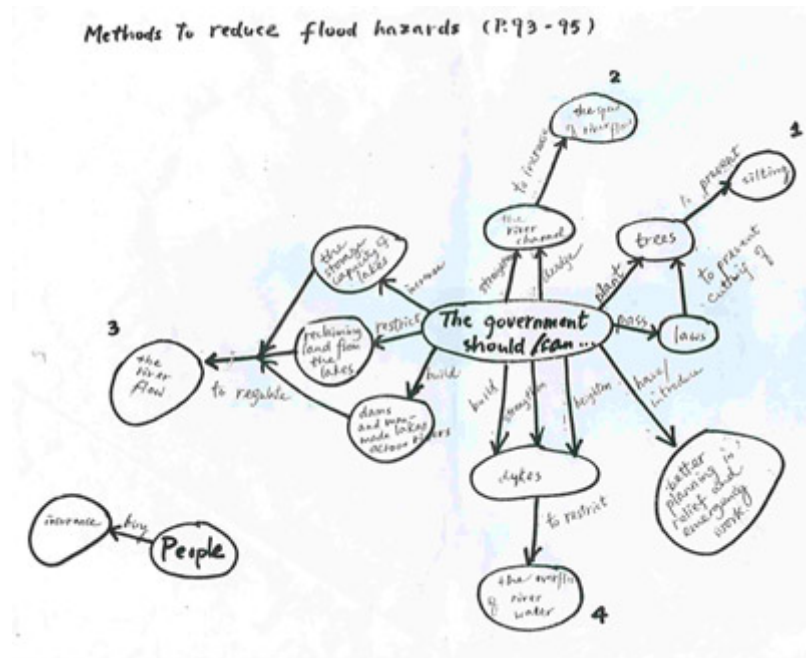 Methods To reduce flood hazards (P.93-95)
2
the
of river flow
1
silting
to increase
to prevent
the
river
channel
trees
to prevent
cutting of
the
storage
capacity of
lakes
increase
plant
3
restrict
The government
should /can...
pass
laws
the
river
flow
land from
the
lakes
to regulate
build
build
strengthen
heighten
have/
introduce
dams
and man-
made lakes
across rivers
dykes
better
planning in
relief and
emergency
work.
insurance
buy
People
to restrict
the overflow
of river
water
4